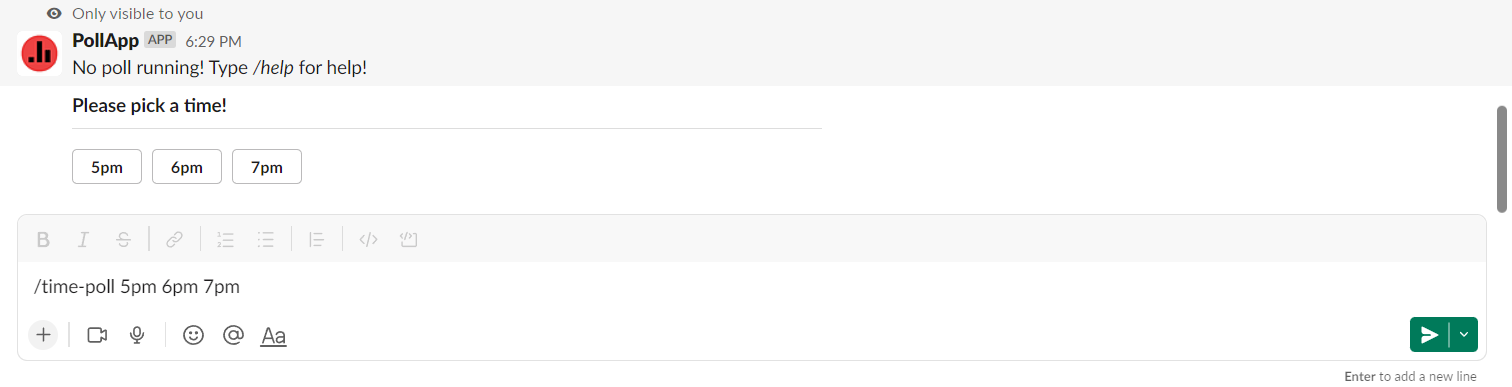 Only visible to you
PollApp APP 6:29 PM
No poll running! Type /help for help!
Please pick a time!
5pm 6pm 7pm
/time-poll 5pm 6pm 7pm
Enter to add a new line